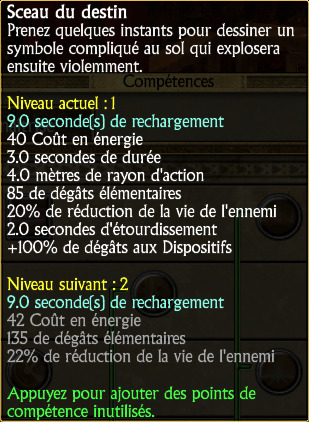 Sceau du destin
Prenez quelques instants pour dessiner un
symbole compliqué au sol qui explosera
ensuite violemment.
Compétences
Niveau actuel : 1
9.0 seconde(s) de rechargement
40 Coût en énergie
3.0 secondes de durée
4.0 mètres de rayon d'action
85 de dégâts élémentaires
20% de réduction de la vie de l'ennemi
2.0 secondes d'étourdissement
+100% de dégâts aux Dispositifs
Niveau suivant : 2
9.0 seconde(s) de rechargement
42 Coût en énergie
135 de dégâts élémentaires
22% de réduction de la vie de l'ennemi
Appuyez pour ajouter des points de
compétence inutilisés.